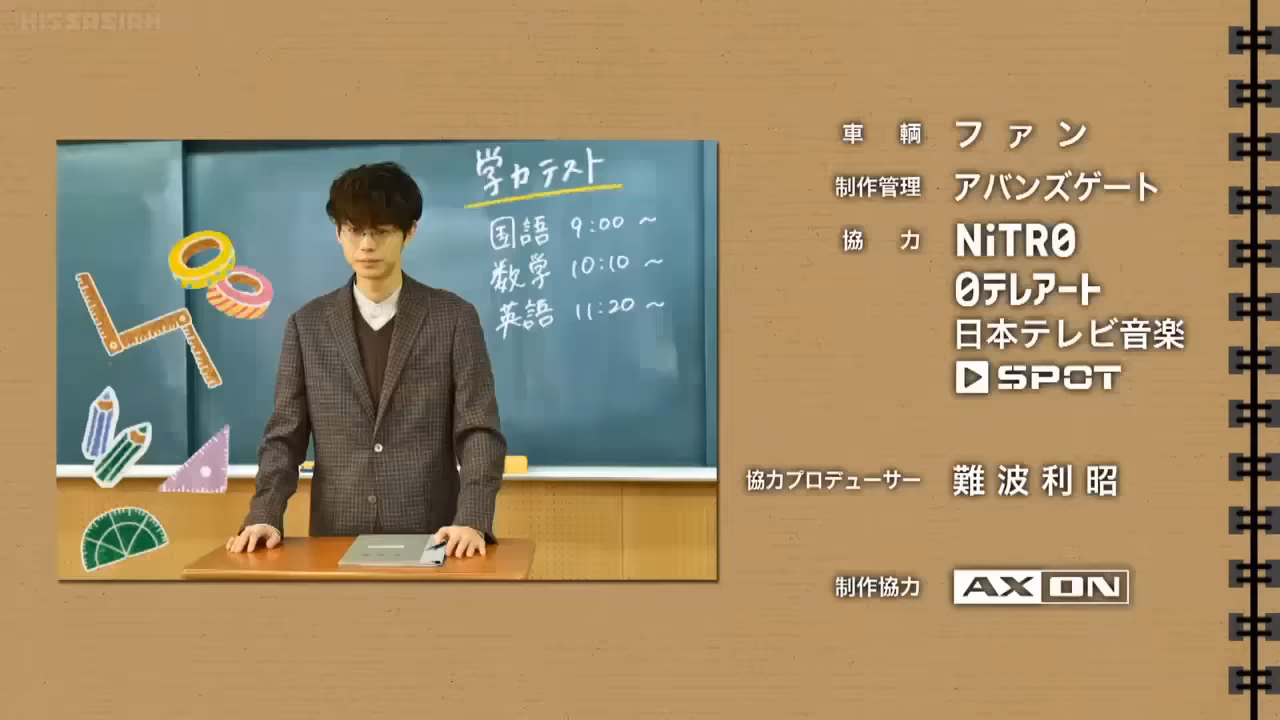 KISSASIAN
学力テスト
国語 9:00 ~
数学 10:10 ~
英語 11:20 ~
車 輌 ファン
制作管理 アバンズゲート
協 力 NiTRO
日テレアート
日本テレビ音楽
SPOT
協力プロデューサー 難波利昭
制作協力 AX ON